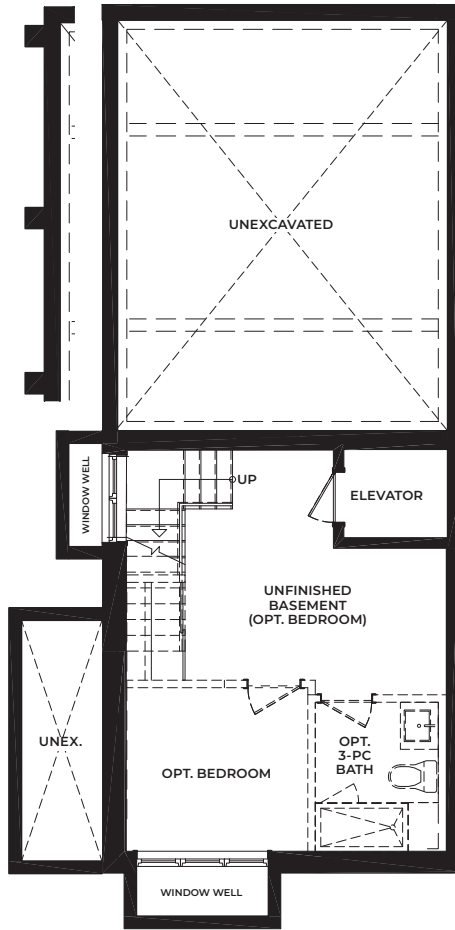 UNEXCAVATED
WINDOW WELL
UP
ELEVATOR
UNFINISHED
BASEMENT
(OPT. BEDROOM)
UNEX.
OPT. BEDROOM
OPT.
3-PC
BATH
WINDOW WELL